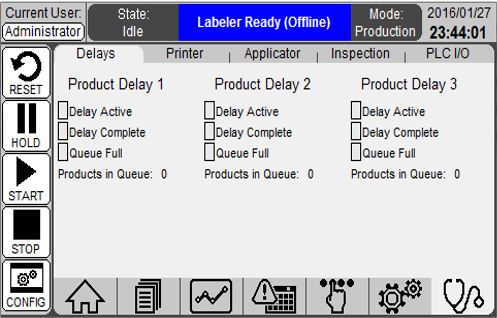 Current User:
Administrator
State:
Idle
Labeler Ready (Offline)
Mode:
Production
2016/01/27
23:44:01
Delays
Printer
Applicator
Inspection
PLC I/O
RESET
HOLD
START
STOP
CONFIG
Product Delay 1
Delay Active
Delay Complete
Queue Full
Products in Queue: 0
Product Delay 2
Delay Active
Delay Complete
Queue Full
Products in Queue: 0
Product Delay 3
Delay Active
Delay Complete
Queue Full
Products in Queue: 0